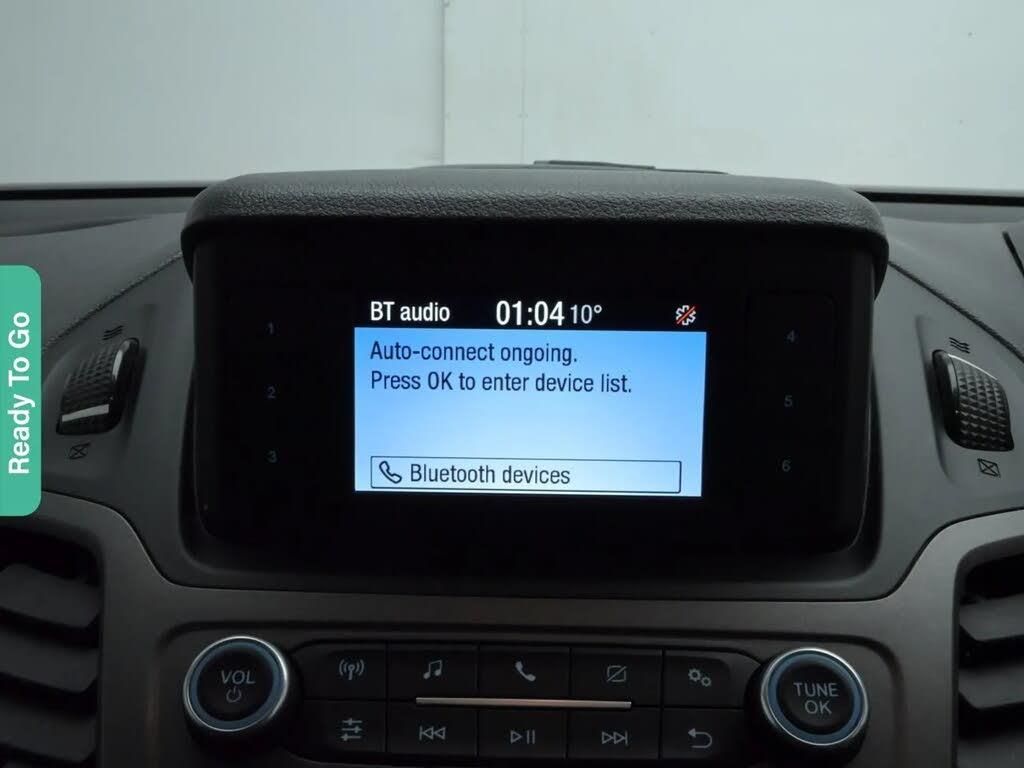 Ready To Go
BT audio 01:04 10°
Auto-connect ongoing.
Press OK to enter device list.
Bluetooth devices
1
2
3
4
5
6
VOL
TUNE
OK